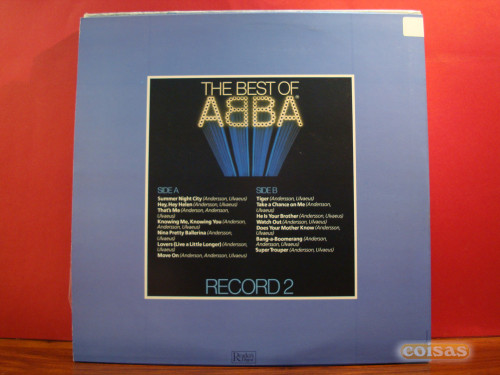 THE BEST OF
ABBA®
SIDE A
Summer Night City (Andersson, Ulvaeus)
Hey, Hey Helen (Andersson, Ulvaeus)
That's Me (Andersson, Anderson,
Ulvaeus)
Knowing Me, Knowing You (Anderson,
Andersson, Ulvaeus)
Nina Pretty Ballerina (Andersson,
Ulvaeus)
Lovers (Live a Little Longer) (Andersson,
Ulvaeus)
Move On (Anderson, Andersson, Ulvaeus)
SIDE B
Tiger (Andersson, Ulvaeus)
Take a Chance on Me (Andersson,
Ulvaeus)
He Is Your Brother (Andersson, Ulvaeus)
Watch Out (Andersson, Ulvaeus)
Does Your Mother Know (Andersson,
Ulvaeus)
Bang-a-Boomerang (Anderson,
Andersson, Ulvaeus)
Super Trouper (Andersson, Ulvaeus)
RECORD 2
coisas